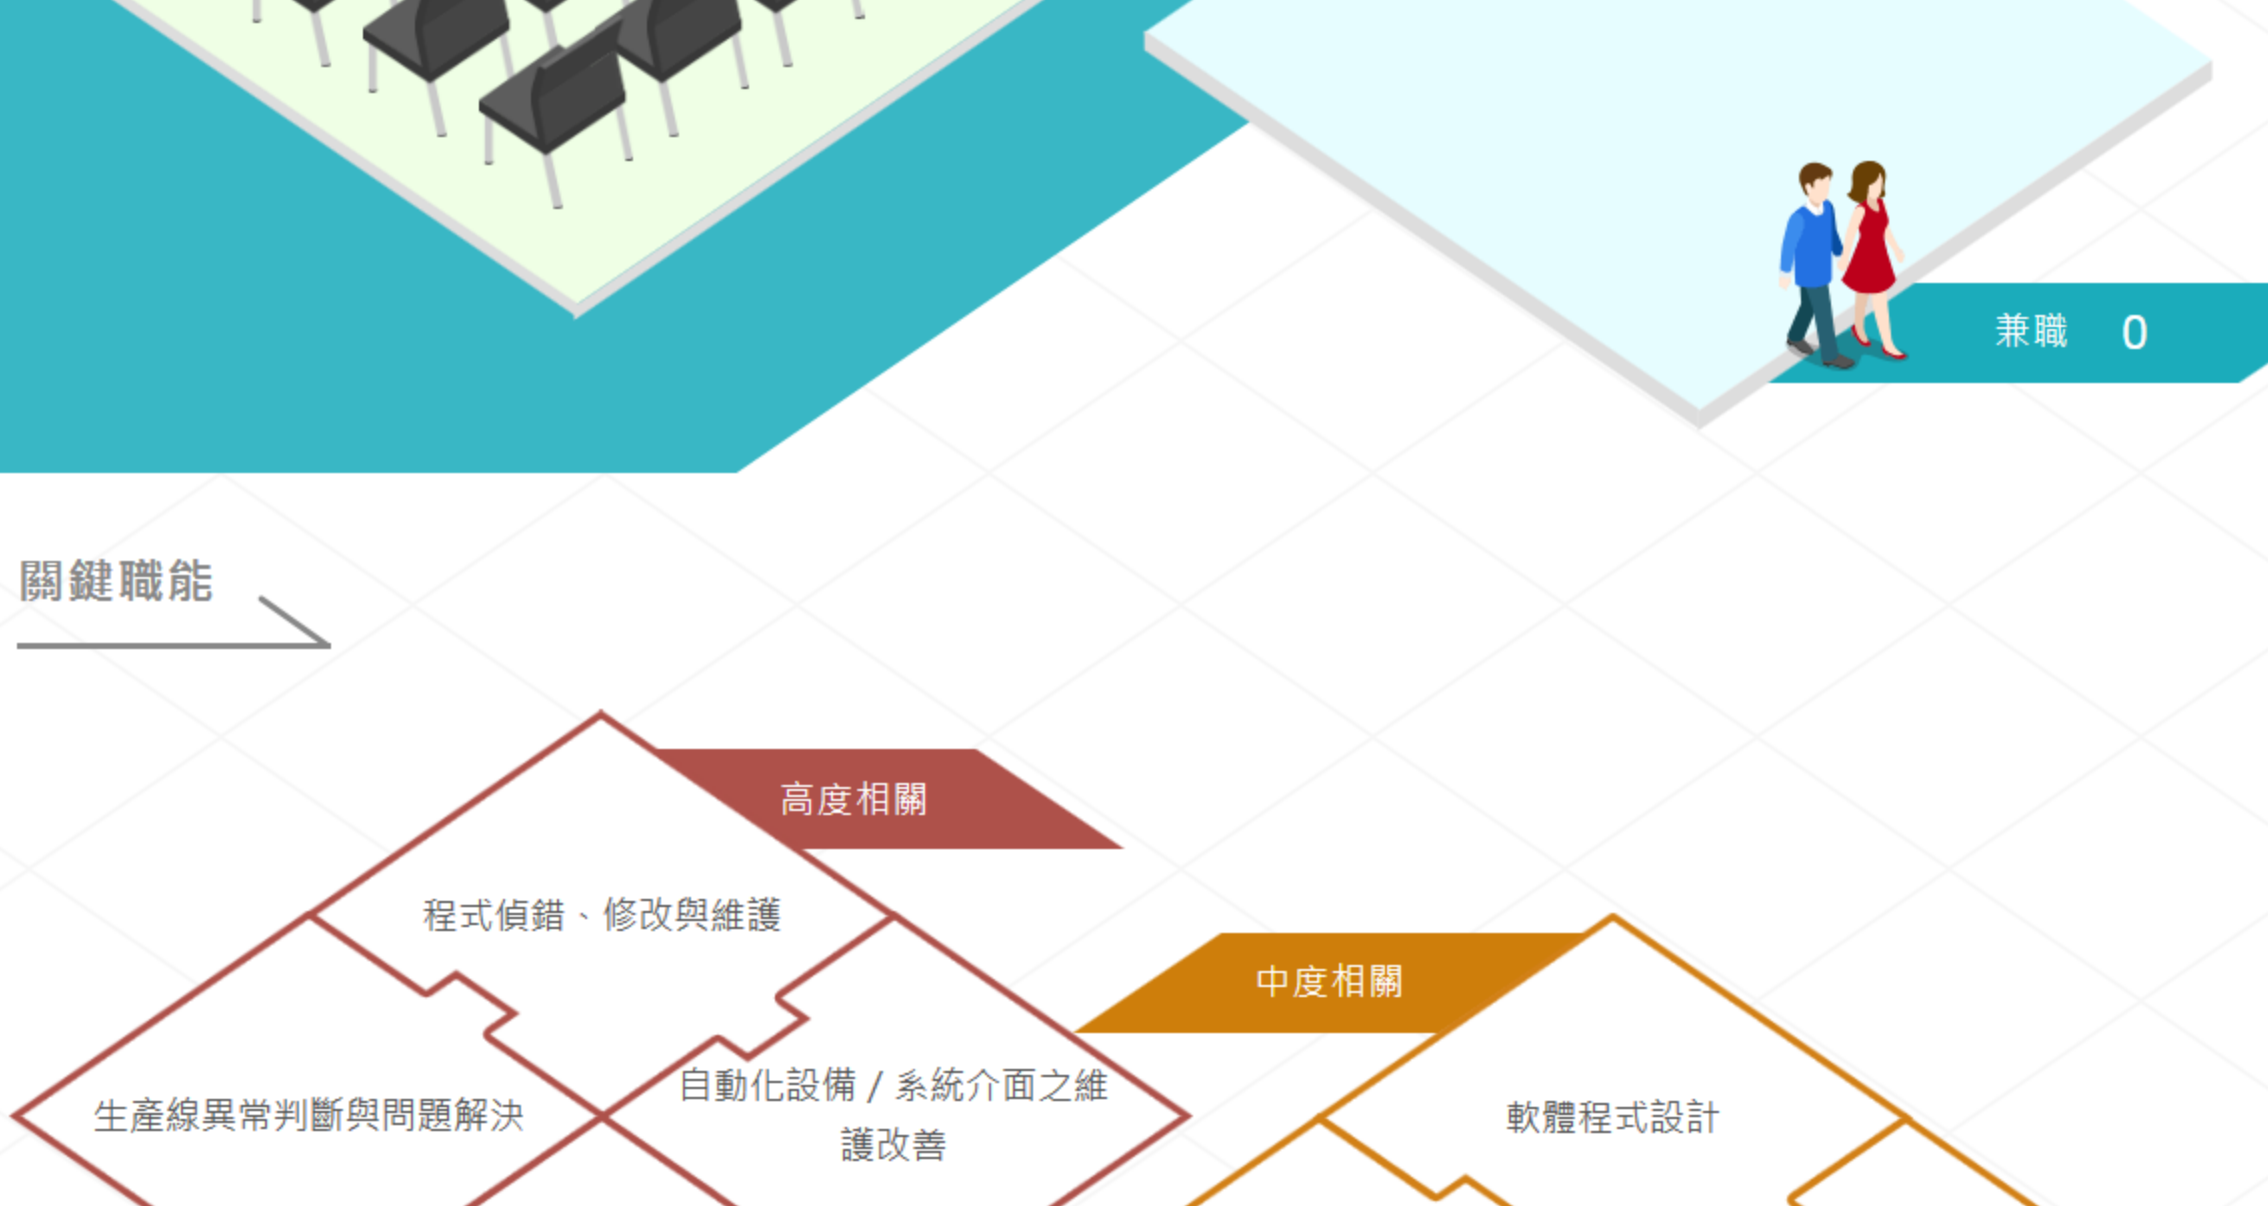 兼職 0
關鍵職能
高度相關
程式偵錯、修改與維護
中度相關
自動化設備 / 系統介面之維
護改善
生產線異常判斷與問題解決
軟體程式設計